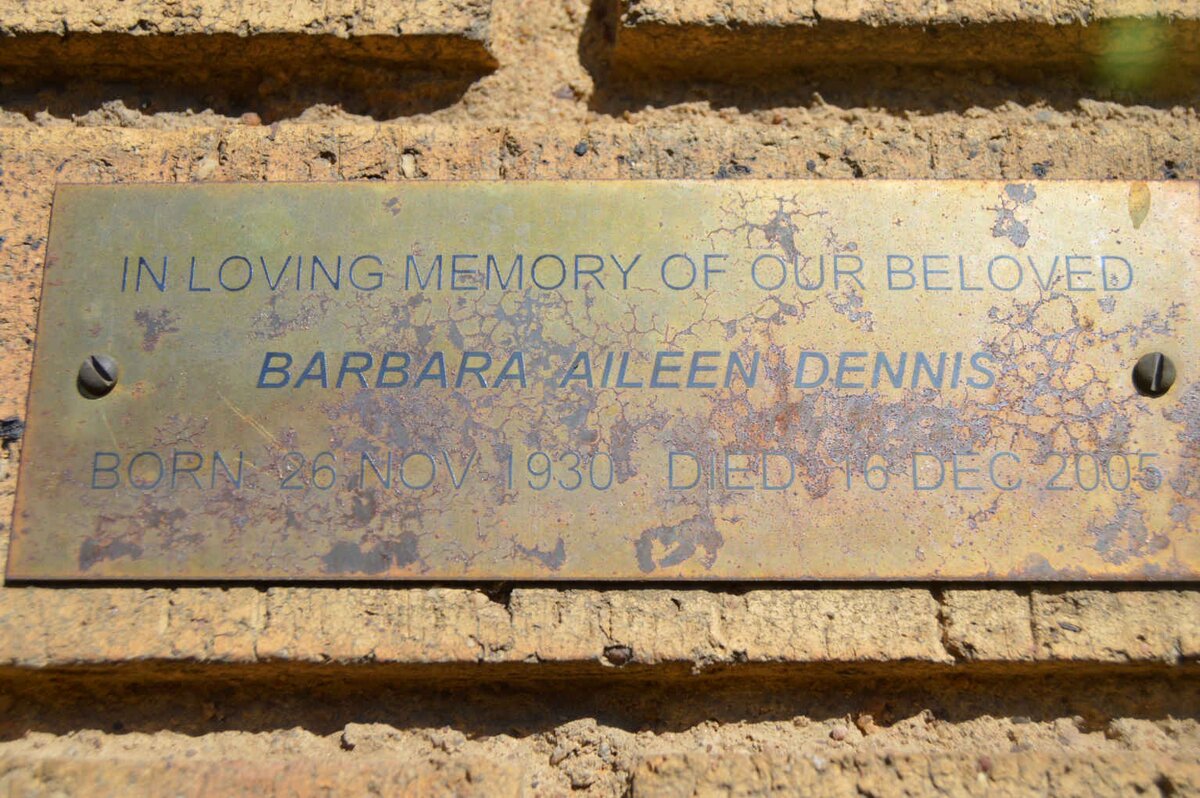 IN LOVING MEMORY OF OUR BELOVED
BARBARA AILEEN DENNIS
BORN 26 NOV 1930 DIED 16 DEC 2005